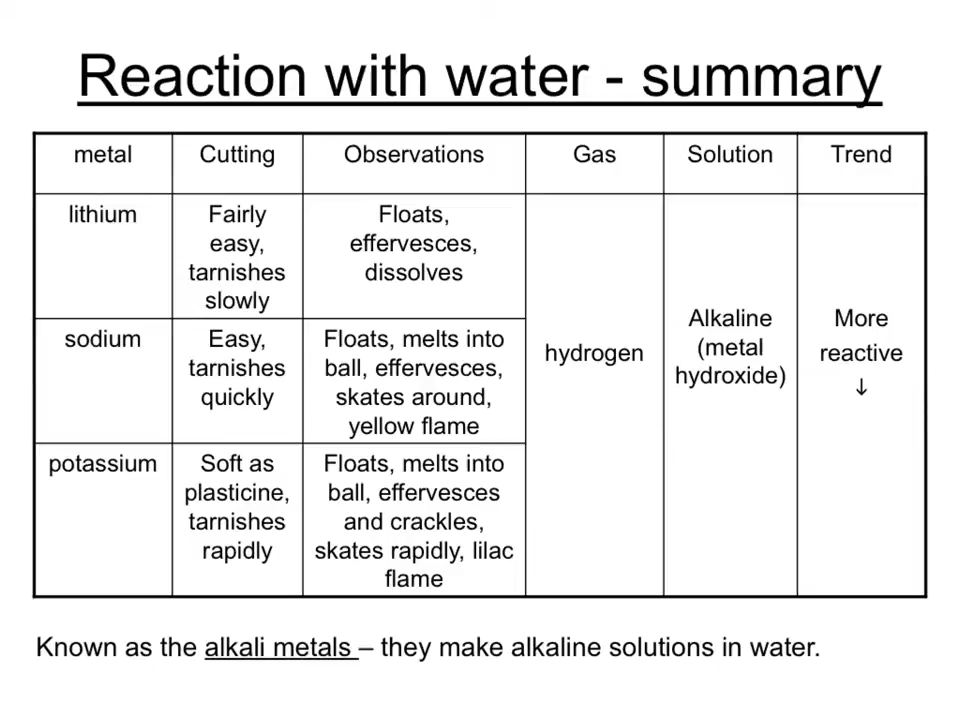 Reaction with water - summary
metal
Cutting
Observations
Gas
Solution
Trend
lithium
Fairly
easy,
tarnishes
slowly
Floats,
effervesces,
dissolves
hydrogen
Alkaline
(metal
hydroxide)
More
reactive
↓
sodium
Easy,
tarnishes
quickly
Floats, melts into
ball, effervesces,
skates around,
yellow flame
potassium
Soft as
plasticine,
tarnishes
rapidly
Floats, melts into
ball, effervesces
and crackles,
skates rapidly, lilac
flame
Known as the alkali metals – they make alkaline solutions in water.